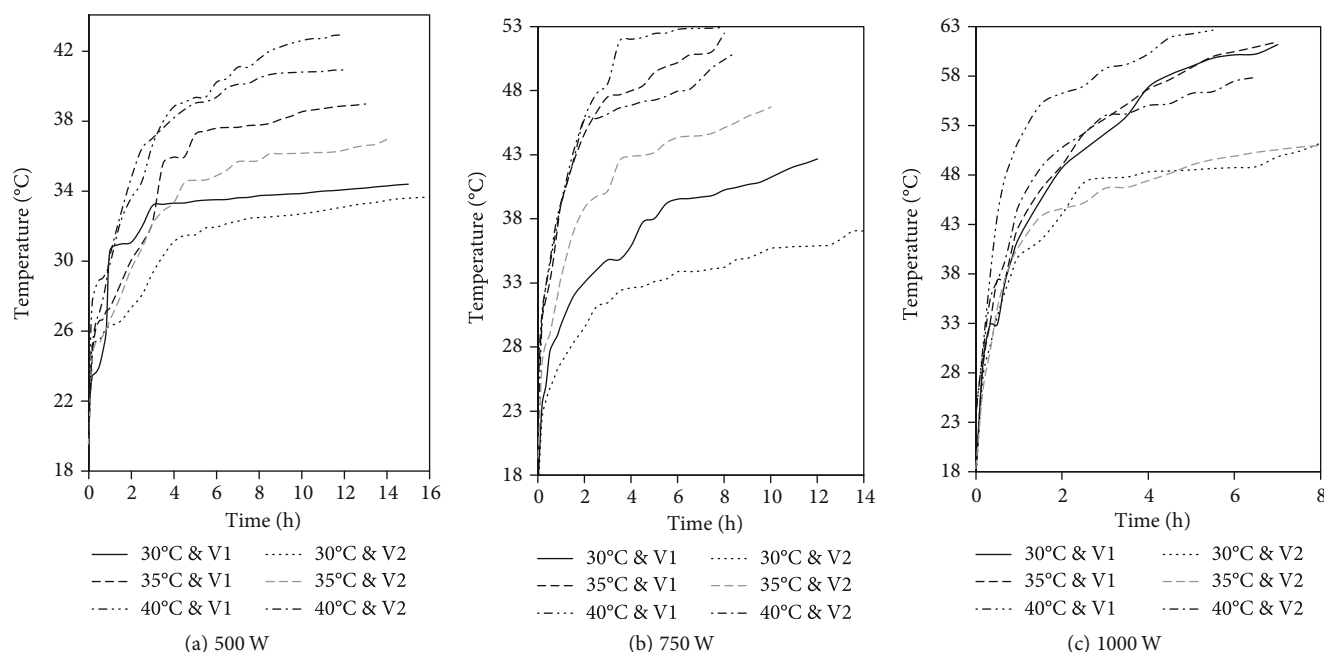 Temperature (°C)
42
38
34
30
26
22
18
0 2 4 6 8 10 12 14 16
Time (h)
30°C & V1 30°C & V2
35°C & V1 35°C & V2
40°C & V1 40°C & V2
(a) 500 W
Temperature (°C)
53
48
43
38
33
28
23
18
0 2 4 6 8 10 12 14
Time (h)
30°C & V1 30°C & V2
35°C & V1 35°C & V2
40°C & V1 40°C & V2
(b) 750 W
Temperature (°C)
63
58
53
48
43
38
33
28
23
18
0 2 4 6 8
Time (h)
30°C & V1 30°C & V2
35°C & V1 35°C & V2
40°C & V1 40°C & V2
(c) 1000 W